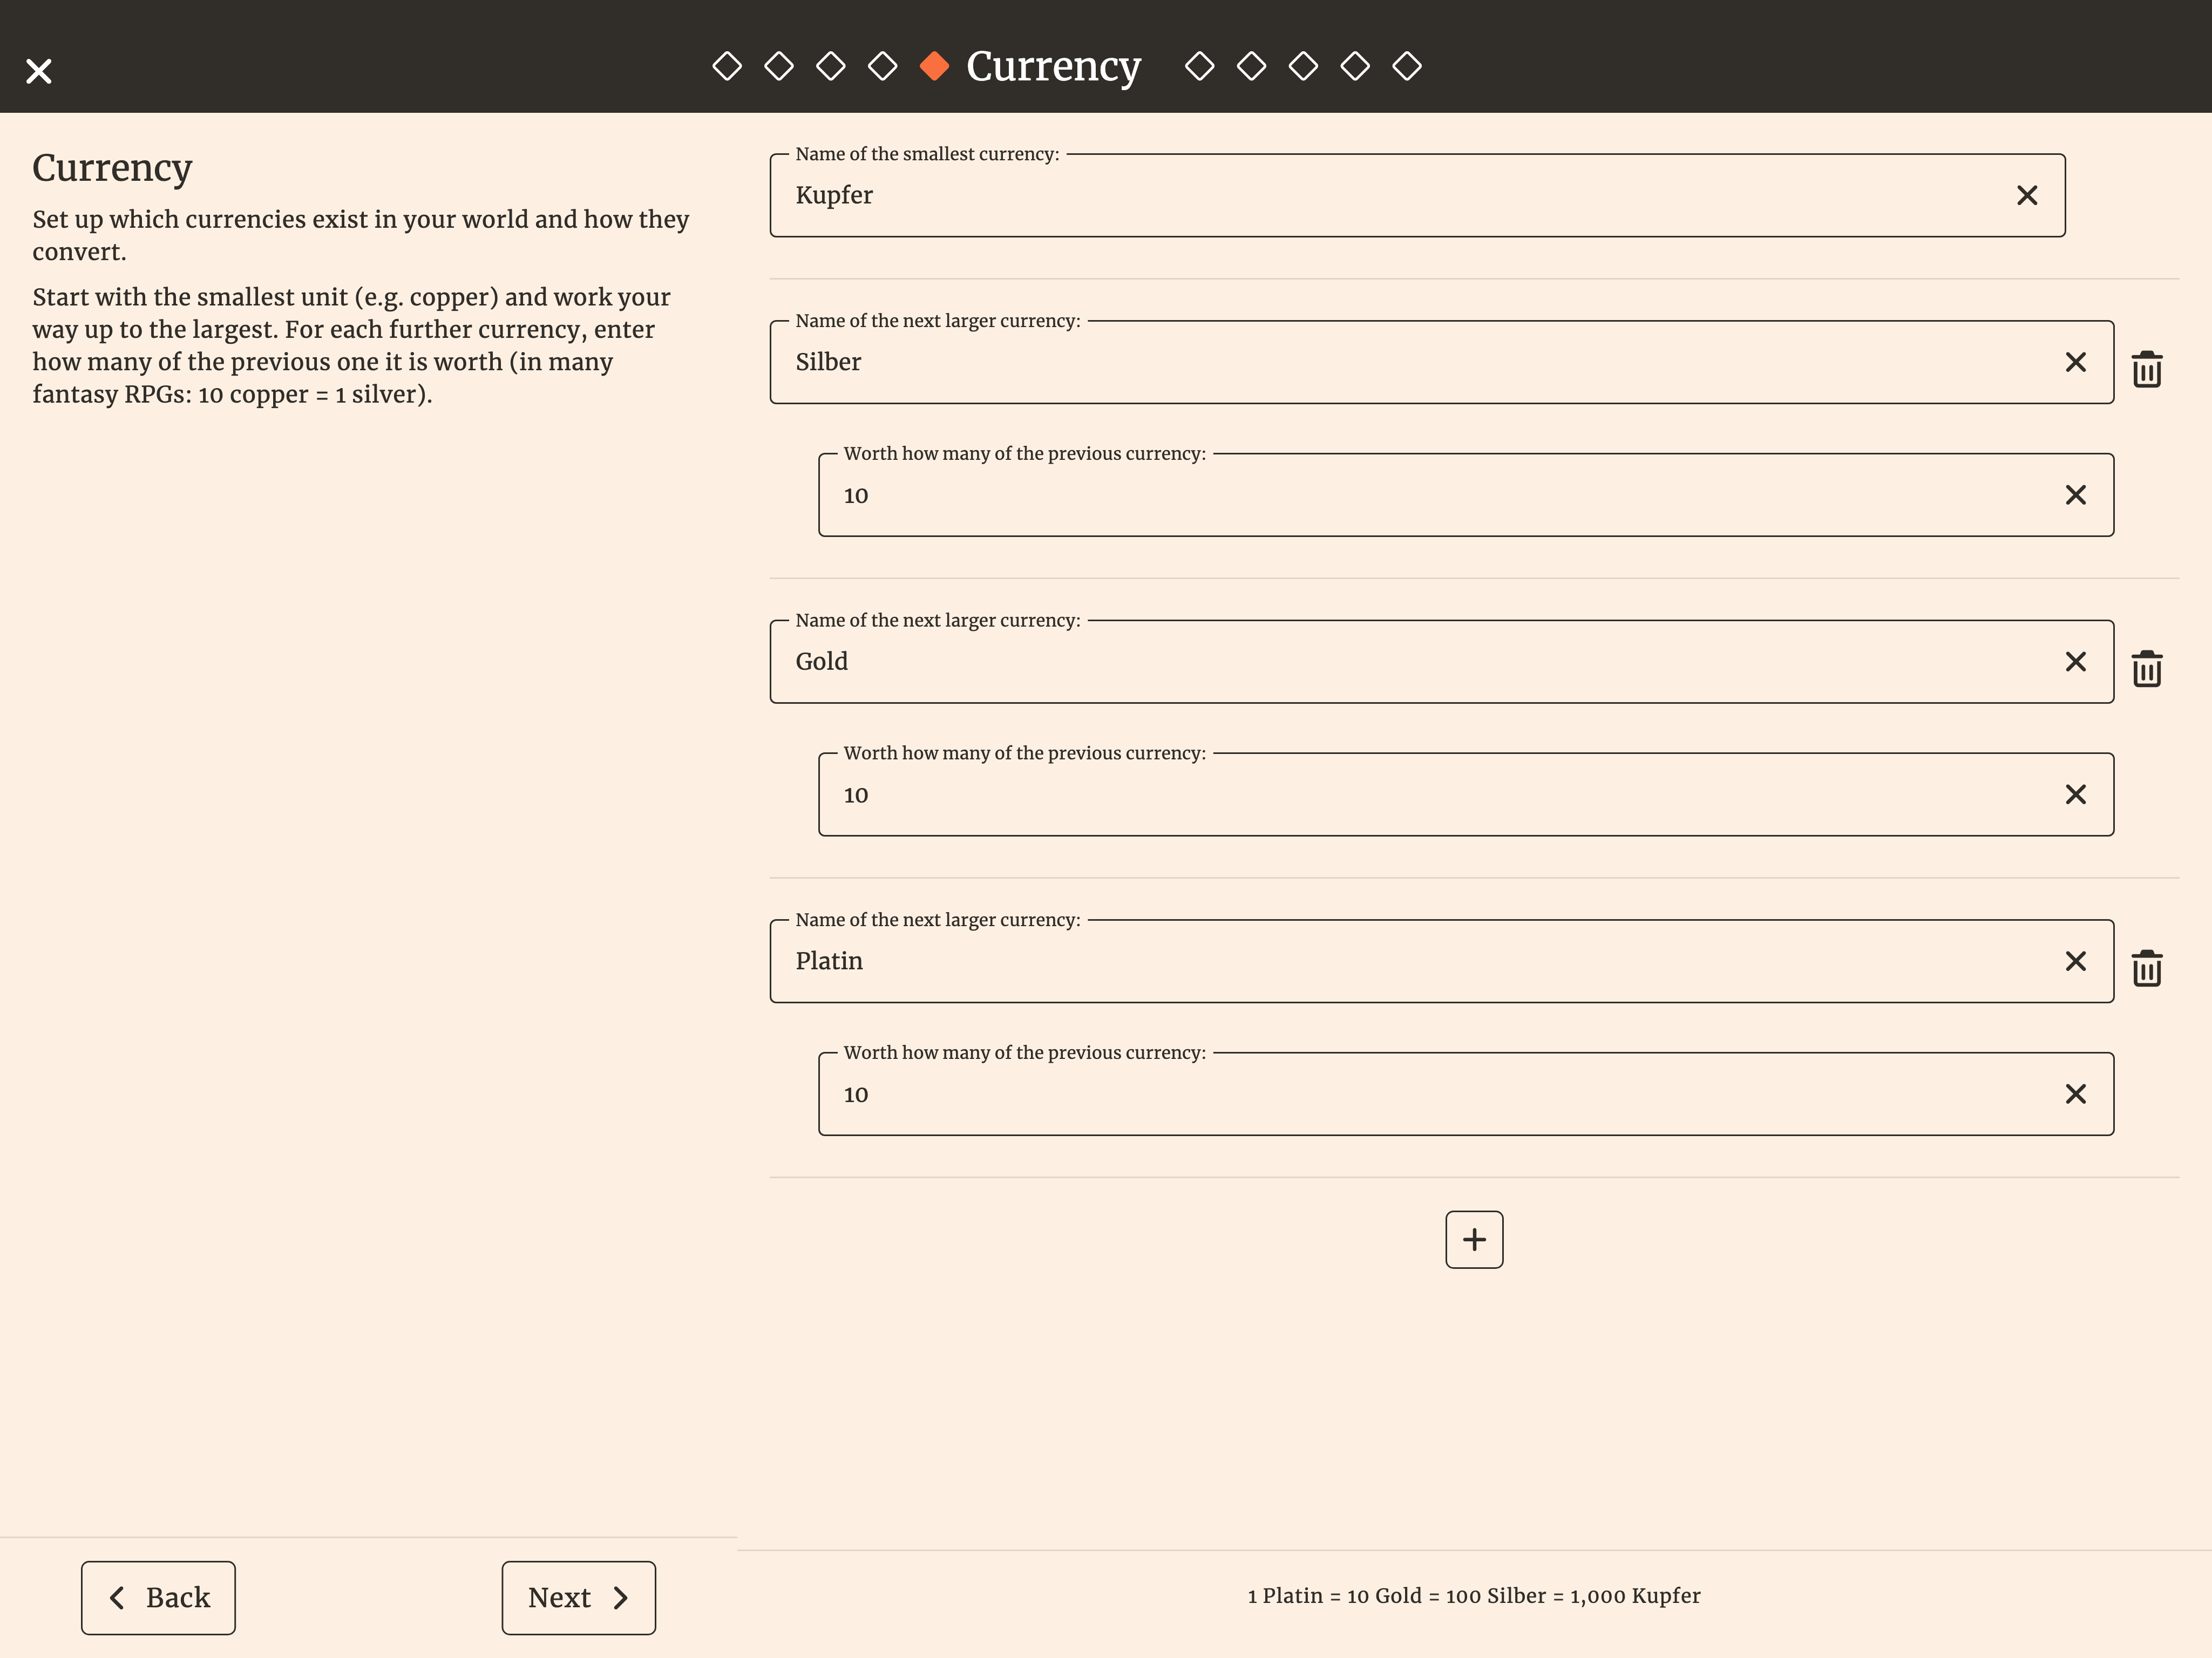 Currency
Currency
Set up which currencies exist in your world and how they
convert.
Start with the smallest unit (e.g. copper) and work your
way up to the largest. For each further currency, enter
how many of the previous one it is worth (in many
fantasy RPGs: 10 copper = 1 silver).
Name of the smallest currency:
Kupfer
Name of the next larger currency:
Silber
Worth how many of the previous currency:
10
Name of the next larger currency:
Gold
Worth how many of the previous currency:
10
Name of the next larger currency:
Platin
Worth how many of the previous currency:
10
Back
Next
1 Platin = 10 Gold = 100 Silber = 1,000 Kupfer